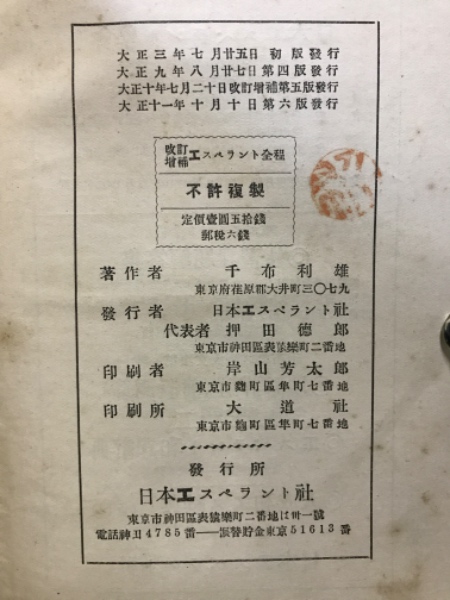 大正三年七月廿五日初版發行
大正九年八月廿七日第四版發行
大正十年七月二十日改訂增補第五版發行
大正十一年十月十日第六版發行
改訂增補エスペラント全程
不許複製
定價壹圓五拾錢
郵稅六錢
著作者 千布利雄
東京府荏原郡大井町三〇七九
發行者 日本エスペラント社
代表者 押田德郎
東京市神田區表猿樂町二番地
印刷者 岸山芳太郎
東京市麴町區隼町七番地
印刷所 大道社
東京市麴町區隼町七番地
發行所
日本エスペラント社
東京市神田區表猿樂町二番地は卅一號
電話神田4785番——振替貯金東京51613番